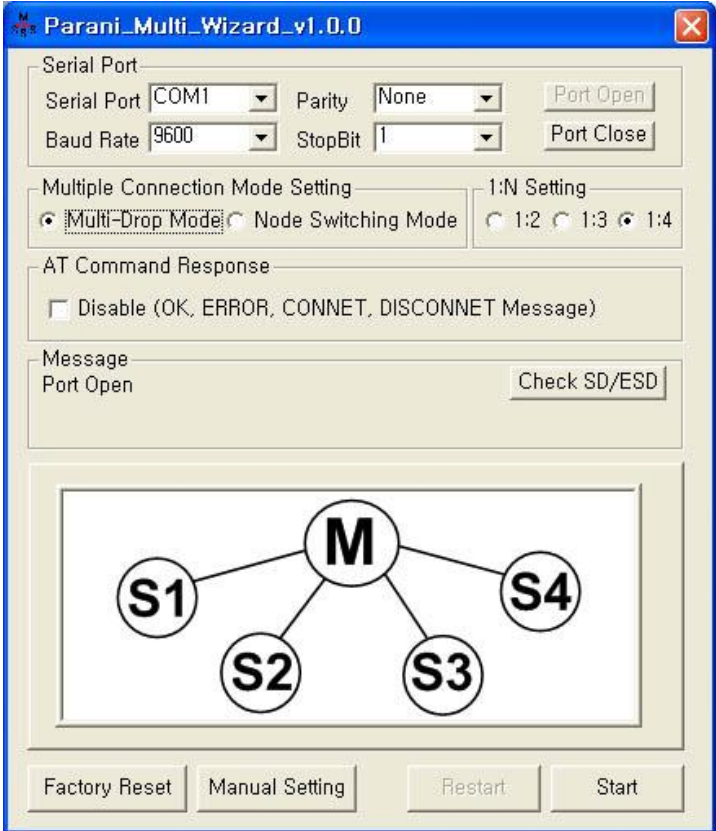 Parani_Multi_Wizard_v1.0.0
Serial Port
Serial Port COM1 Parity None Port Open
Baud Rate 9600 StopBit 1 Port Close
Multiple Connection Mode Setting 1:N Setting
Multi-Drop Mode Node Switching Mode 1:2 1:3 1:4
AT Command Response
Disable (OK, ERROR, CONNET, DISCONNET Message)
Message
Port Open Check SD/ESD
M
S1 S4
S2 S3
Factory Reset Manual Setting Restart Start